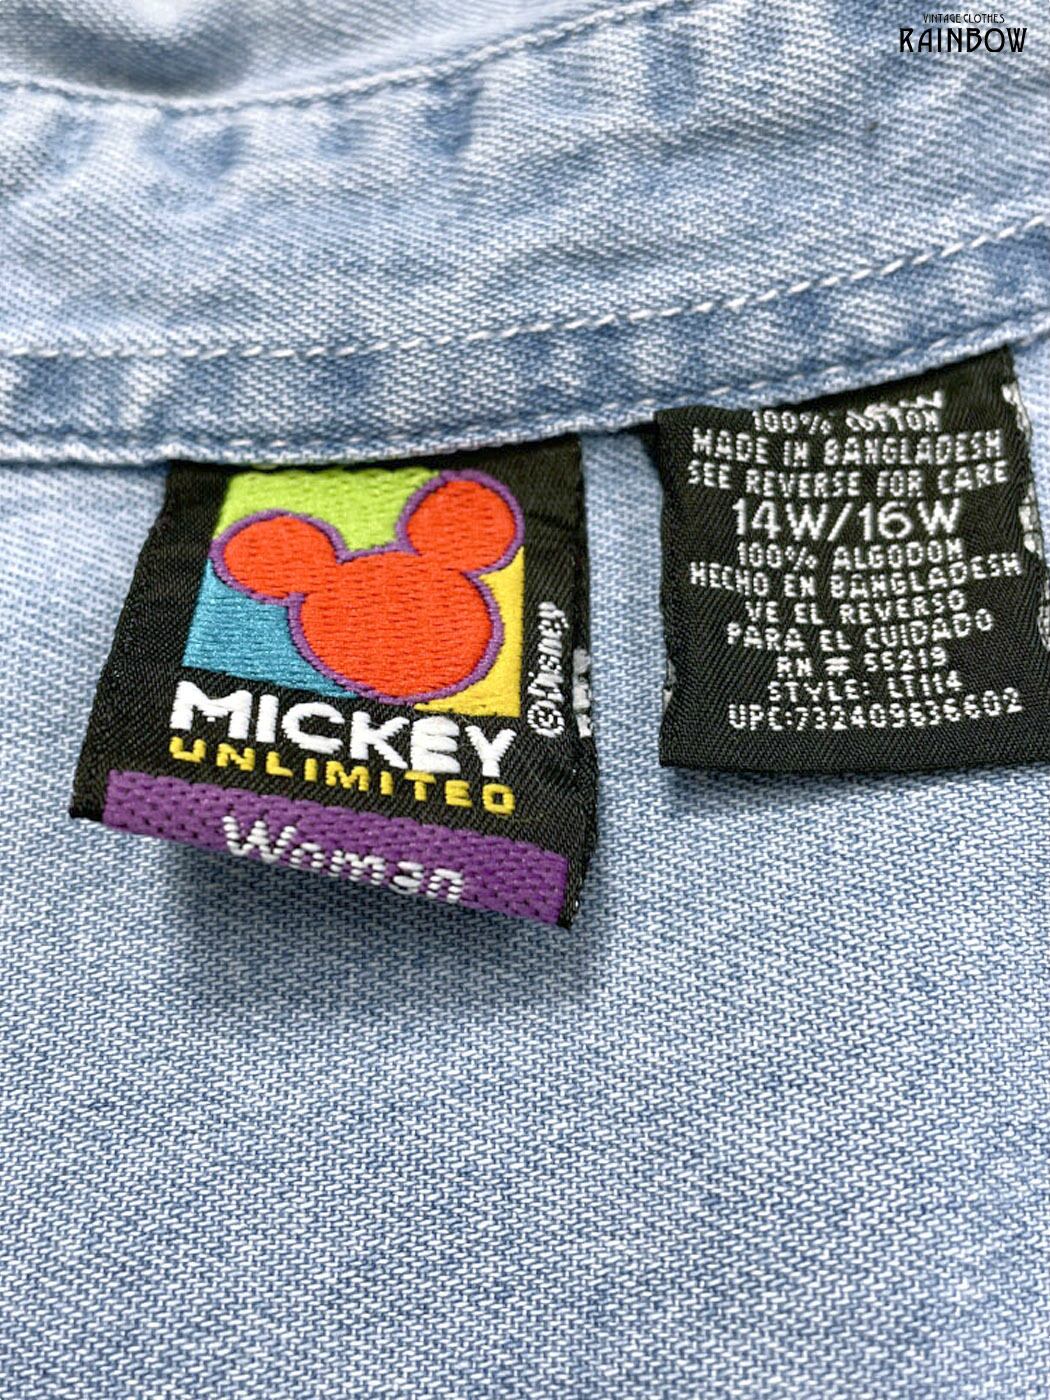 VINTAGE CLOTHES
RAINBOW
MICKEY
UNLIMITED
Woman
©Disney
100% COTTON
MADE IN BANGLADESH
SEE REVERSE FOR CARE
14W/16W
100% ALGODON
HECHO EN BANGLADESH
VE EL REVERSO
PARA EL CUIDADO
RN # 55219
STYLE: LT114
UPC:732409636602